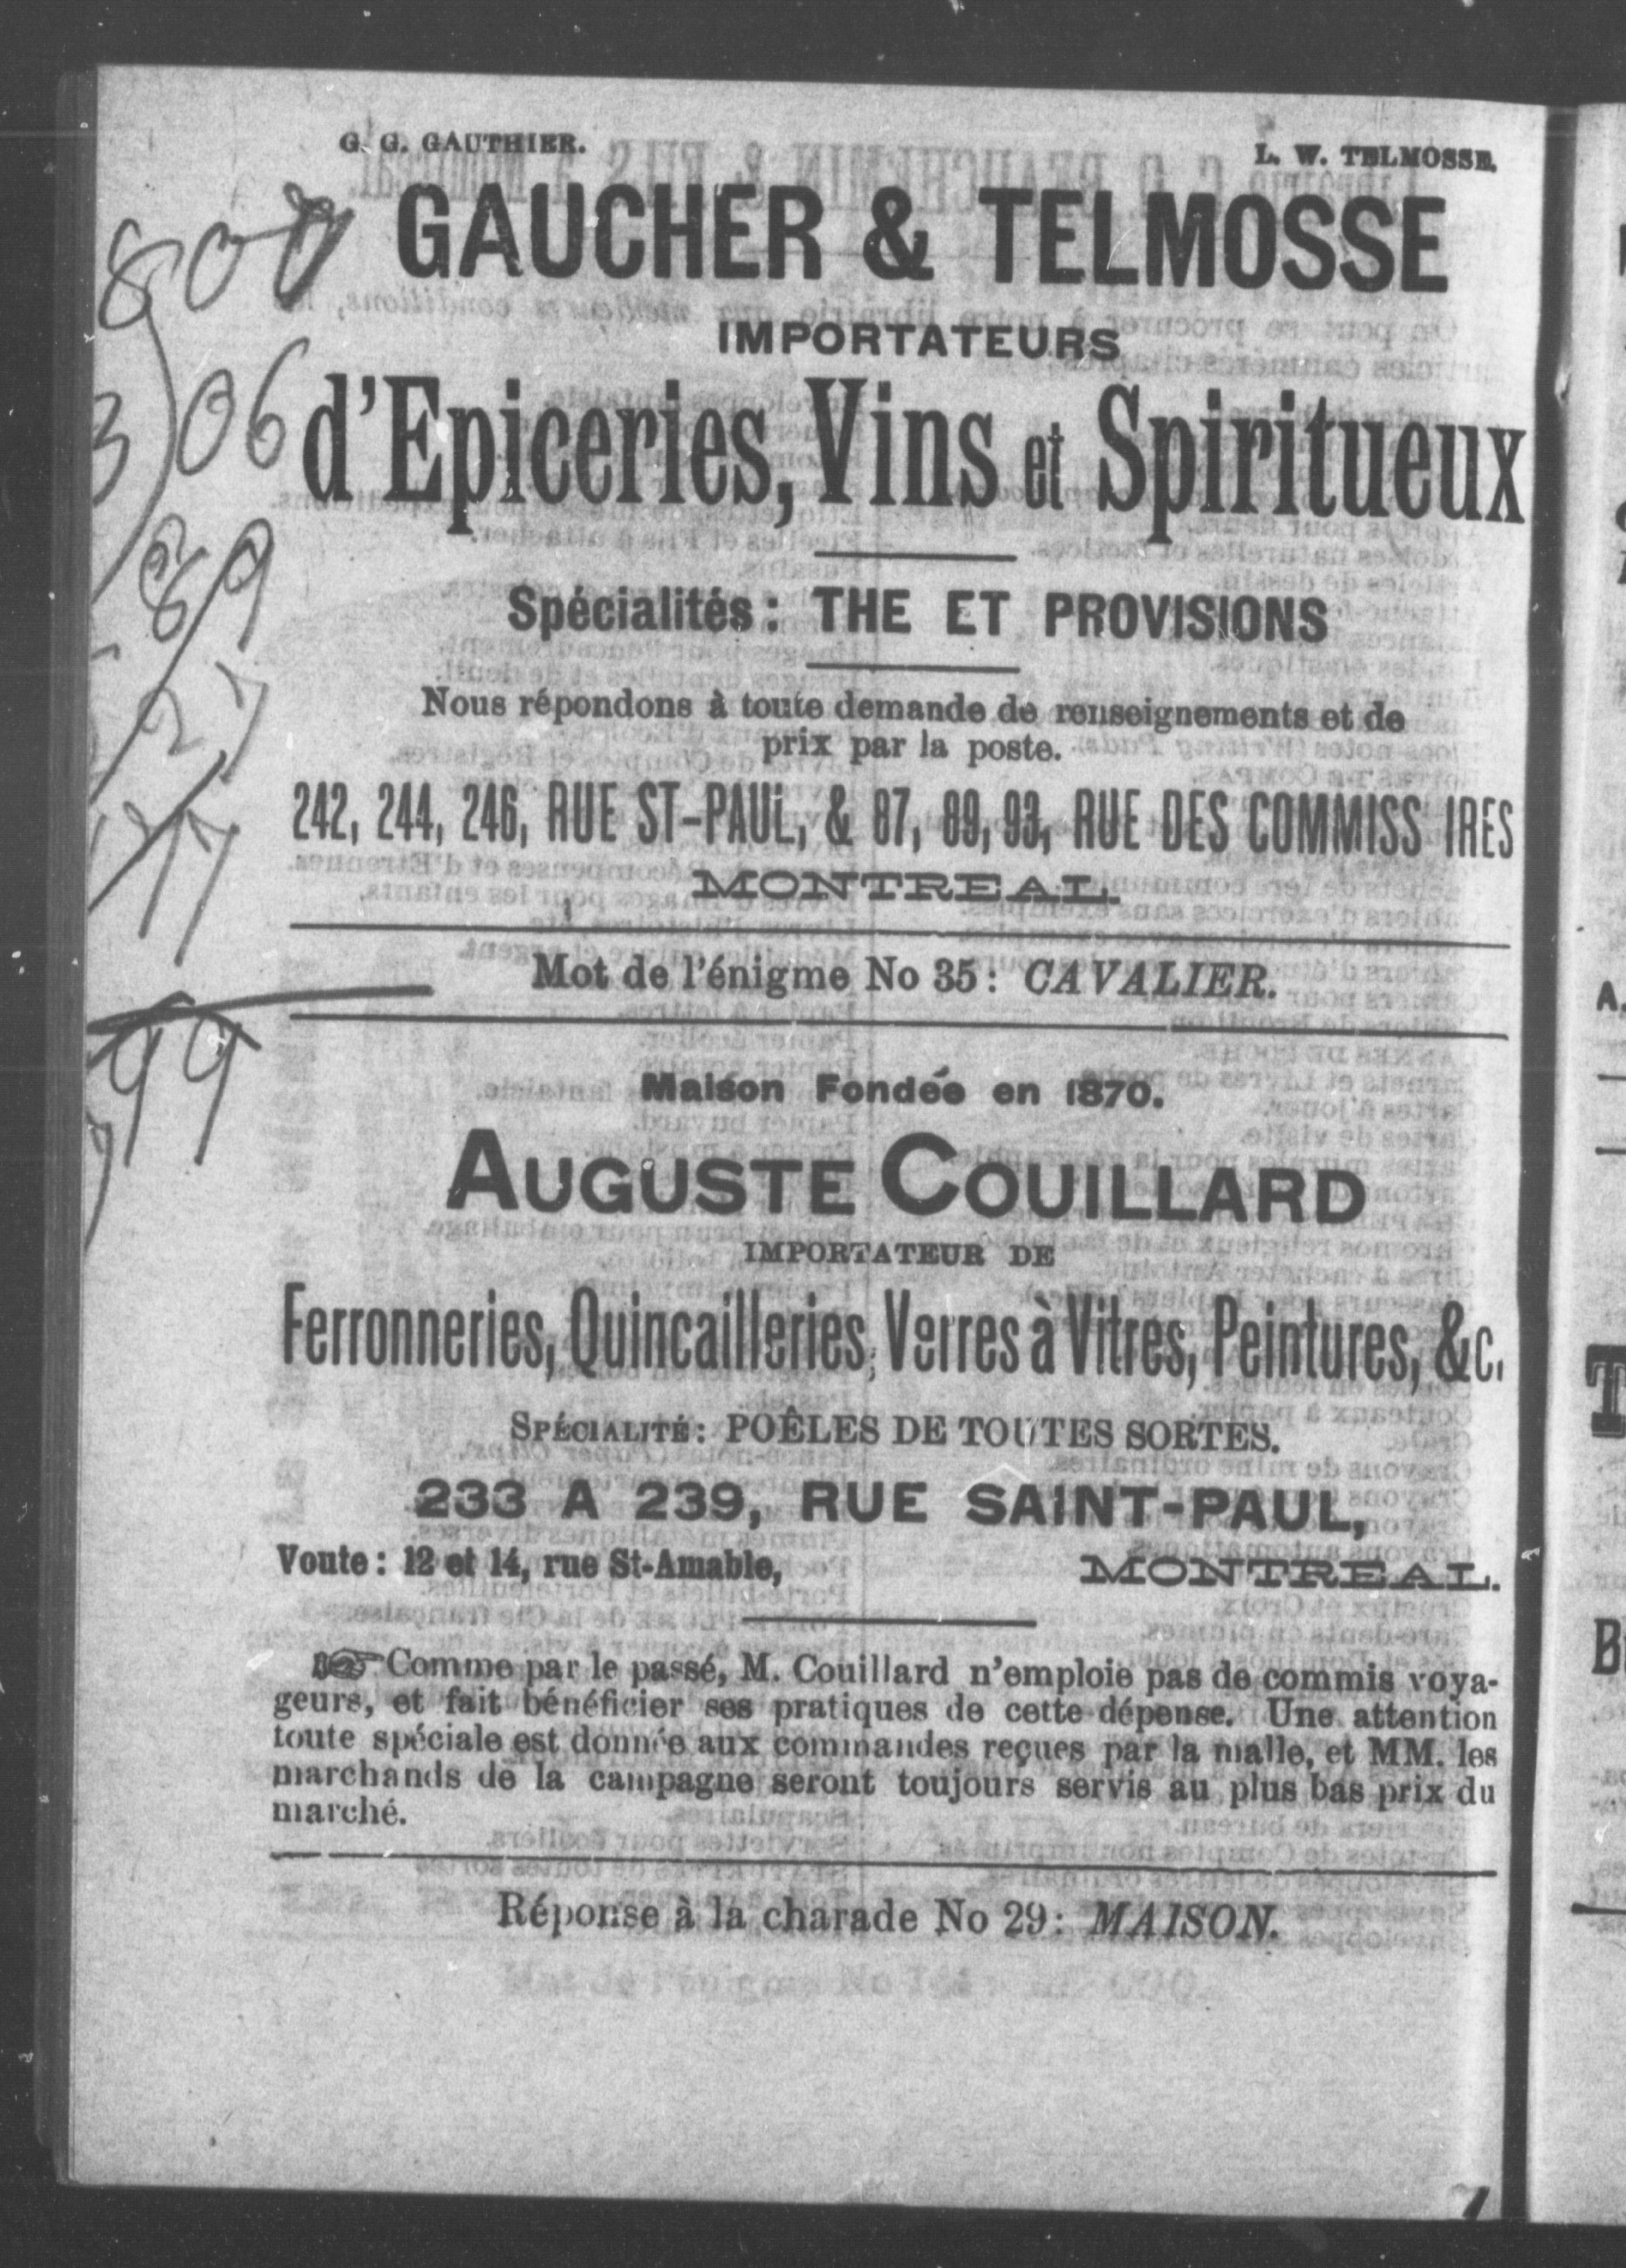 G. G. GAUTHIER. L. W. TELMOSSE.
GAUCHER & TELMOSSE
IMPORTATEURS
d'Epiceries, Vins et Spiritueux
Spécialités : THE ET PROVISIONS
Nous répondons à toute demande de renseignements et de
prix par la poste.
242, 244, 246, RUE ST-PAUL, & 87, 89, 93, RUE DES COMMISS IRES
MONTREAL.
Mot de l'énigme No 35 : CAVALIER.
Maison Fondée en 1870.
AUGUSTE COUILLARD
IMPORTATEUR DE
Ferronneries, Quincailleries, Verres à Vitres, Peintures, &c.
SPÉCIALITÉ : POÊLES DE TOUTES SORTES.
233 A 239, RUE SAINT-PAUL,
Voute : 12 et 14, rue St-Amable, MONTREAL.
☞ Comme par le passé, M. Couillard n'emploie pas de commis voya-
geurs, et fait bénéficier ses pratiques de cette dépense. Une attention
toute spéciale est donnée aux commandes reçues par la malle, et MM. les
marchands de la campagne seront toujours servis au plus bas prix du
marché.
Réponse à la charade No 29 : MAISON.